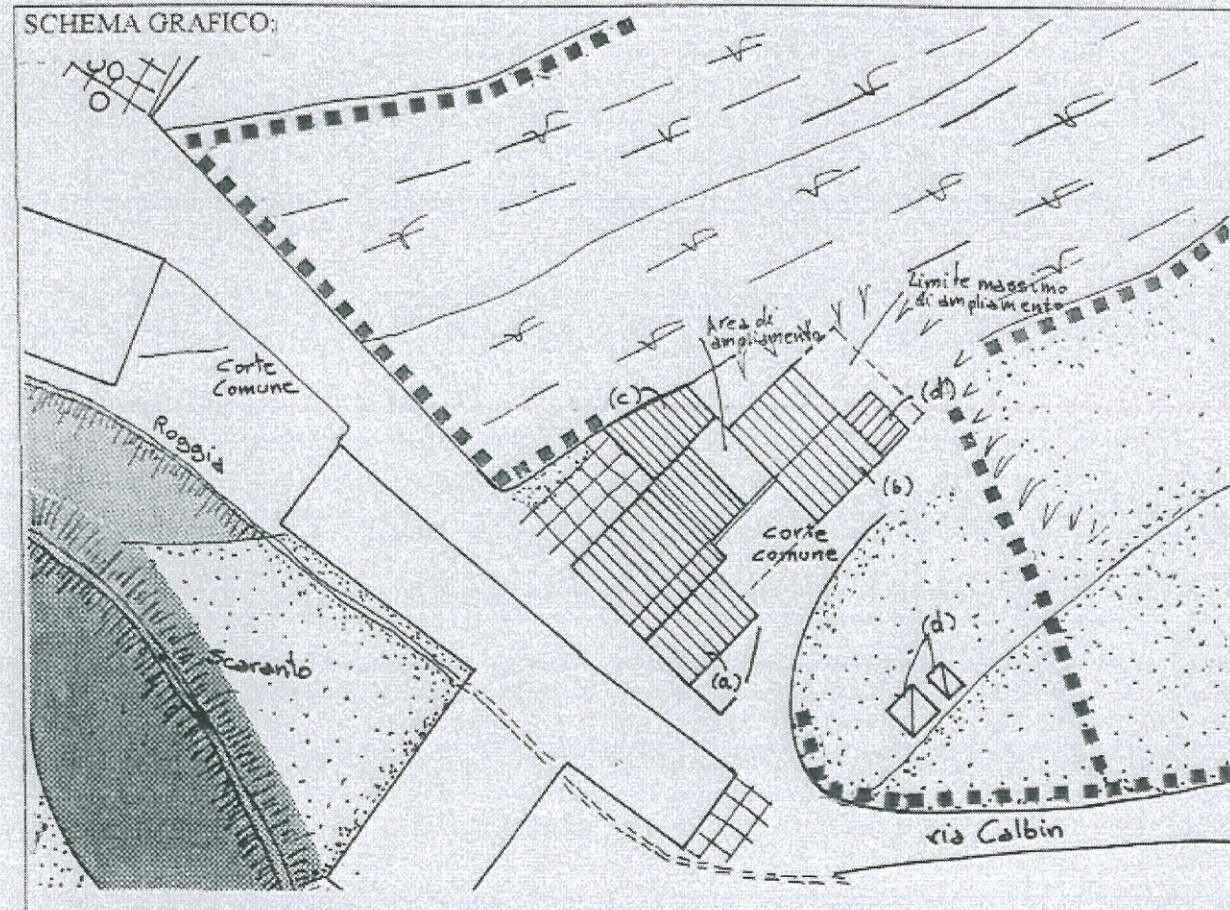 SCHEMA GRAFICO:
Limite massimo
di ampliamento
Area di
ampliamento
Corte
Comune
(c)
(d)
Roggia
(b)
corte
comune
(d)
Scaranto
(a)
via Calbin